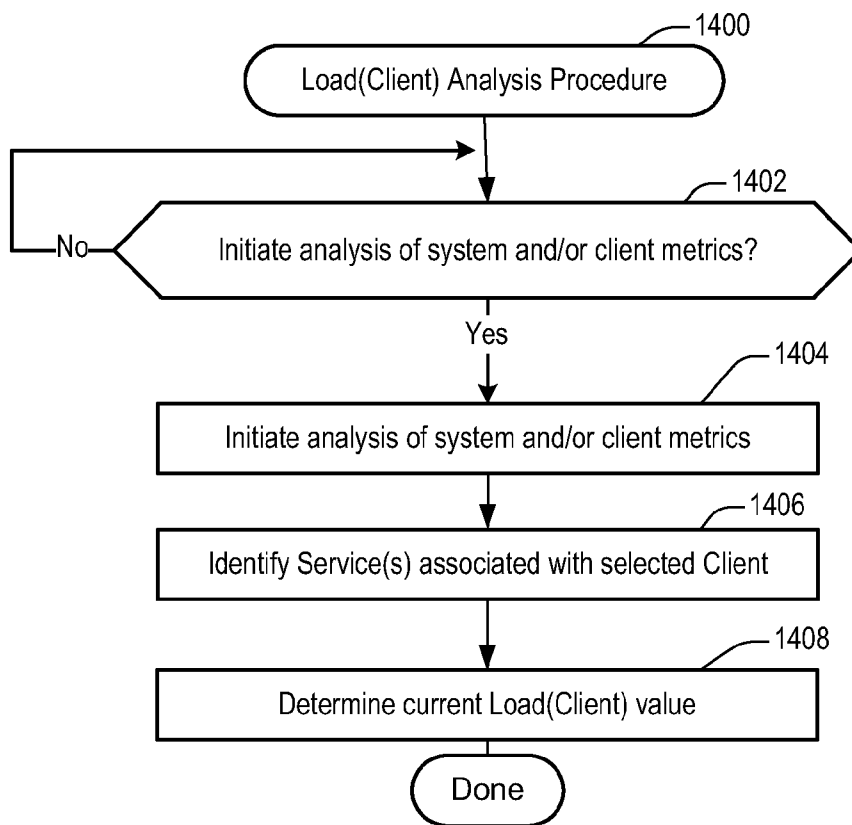 1400
Load(Client) Analysis Procedure
1402
Initiate analysis of system and/or client metrics?
No
Yes
1404
Initiate analysis of system and/or client metrics
1406
Identify Service(s) associated with selected Client
1408
Determine current Load(Client) value
Done